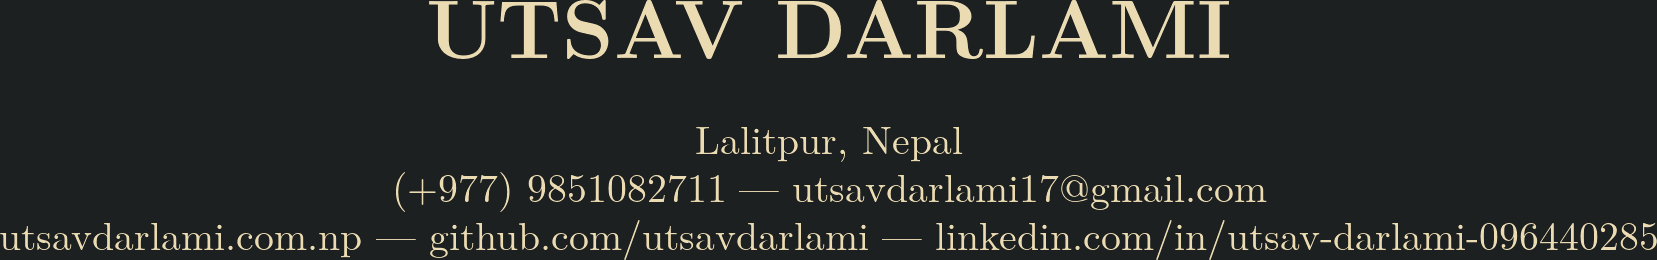 UTSAV DARLAMI
Lalitpur, Nepal
(+977) 9851082711 — utsavdarlami17@gmail.com
utsavdarlami.com.np — github.com/utsavdarlami — linkedin.com/in/utsav-darlami-096440285